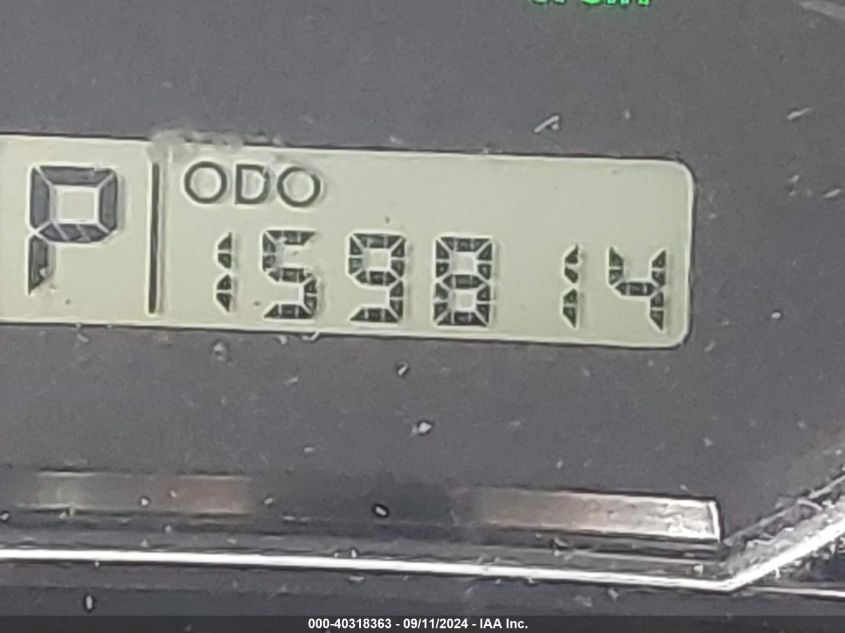 P
ODO
159814
000-40318363 - 09/11/2024 - IAA Inc.